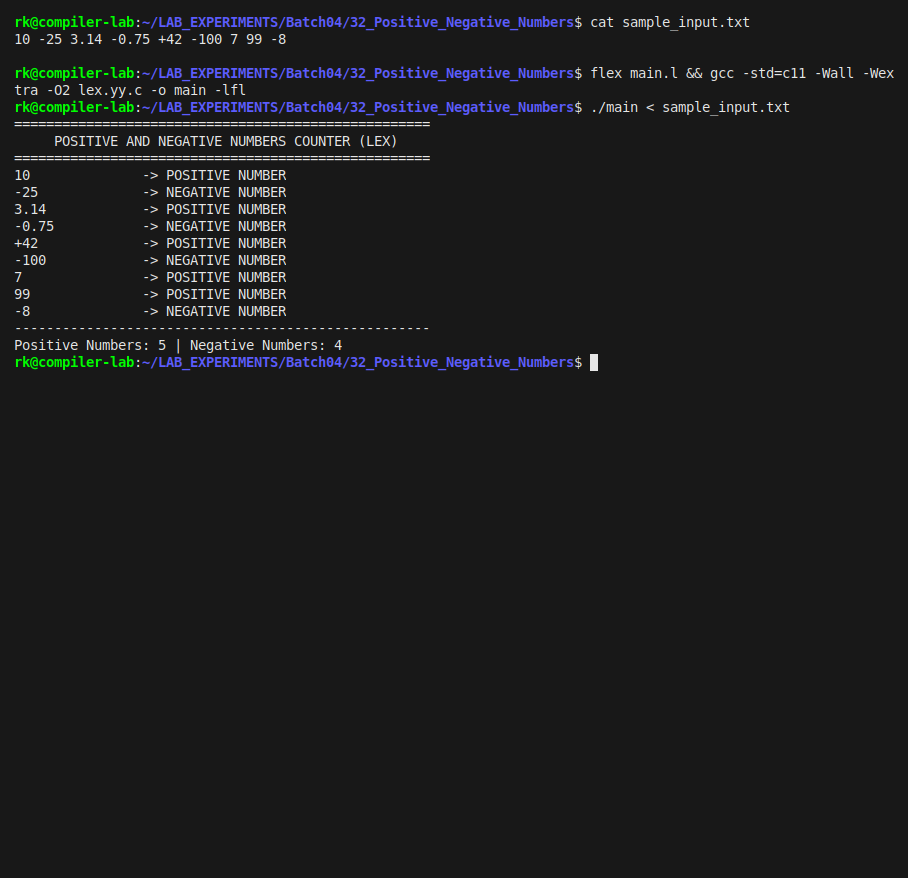 rk@compiler-lab:~/LAB_EXPERIMENTS/Batch04/32_Positive_Negative_Numbers$ cat sample_input.txt
10 -25 3.14 -0.75 +42 -100 7 99 -8
rk@compiler-lab:~/LAB_EXPERIMENTS/Batch04/32_Positive_Negative_Numbers$ flex main.l && gcc -std=c11 -Wall -Wex
tra -O2 lex.yy.c -o main -lfl
rk@compiler-lab:~/LAB_EXPERIMENTS/Batch04/32_Positive_Negative_Numbers$ ./main < sample_input.txt
====================================================
     POSITIVE AND NEGATIVE NUMBERS COUNTER (LEX)
====================================================
10              -> POSITIVE NUMBER
-25             -> NEGATIVE NUMBER
3.14            -> POSITIVE NUMBER
-0.75           -> NEGATIVE NUMBER
+42             -> POSITIVE NUMBER
-100            -> NEGATIVE NUMBER
7               -> POSITIVE NUMBER
99              -> POSITIVE NUMBER
-8              -> NEGATIVE NUMBER
----------------------------------------------------
Positive Numbers: 5 | Negative Numbers: 4
rk@compiler-lab:~/LAB_EXPERIMENTS/Batch04/32_Positive_Negative_Numbers$